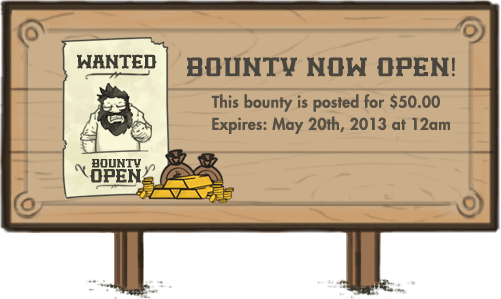 WANTED
BOUNTY
OPEN
BOUNTY NOW OPEN!
This bounty is posted for $50.00
Expires: May 20th, 2013 at 12am